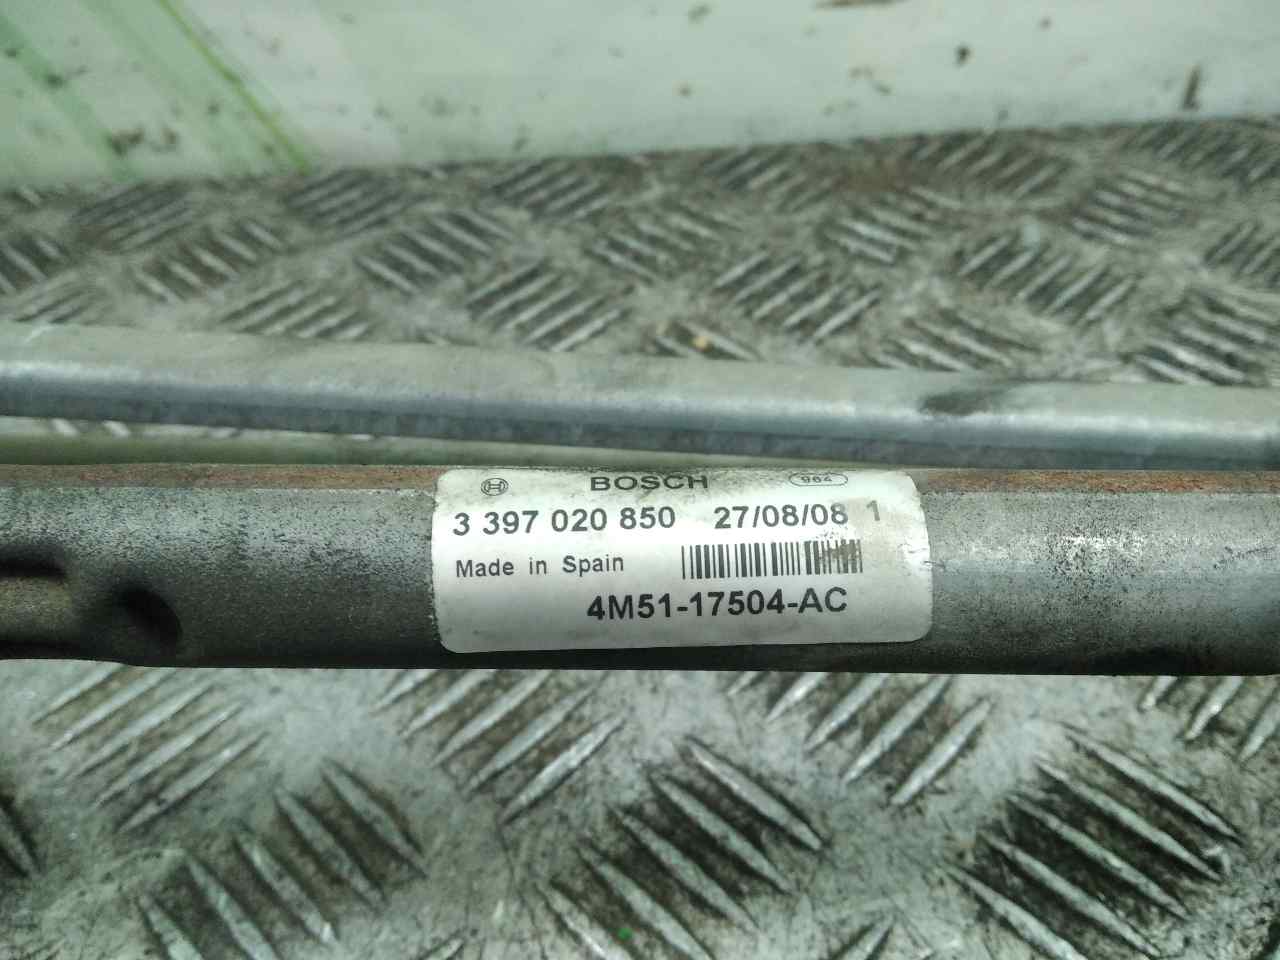 BOSCH 964
3 397 020 850 27/08/08 1
Made in Spain
4M51-17504-AC